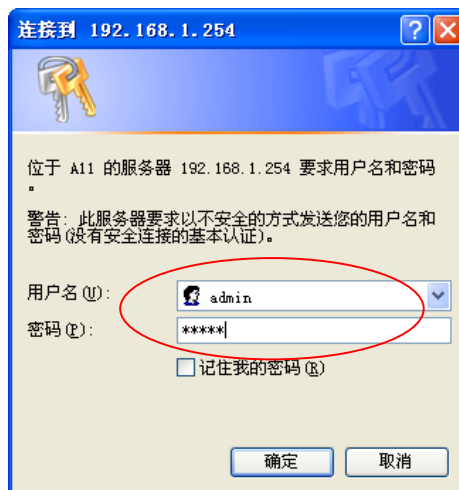 连接到 192.168.1.254
位于 A11 的服务器 192.168.1.254 要求用户名和密码
。
警告: 此服务器要求以不安全的方式发送您的用户名和
密码(没有安全连接的基本认证)。
用户名(U): admin
密码(P): *****
记住我的密码(R)
确定 取消